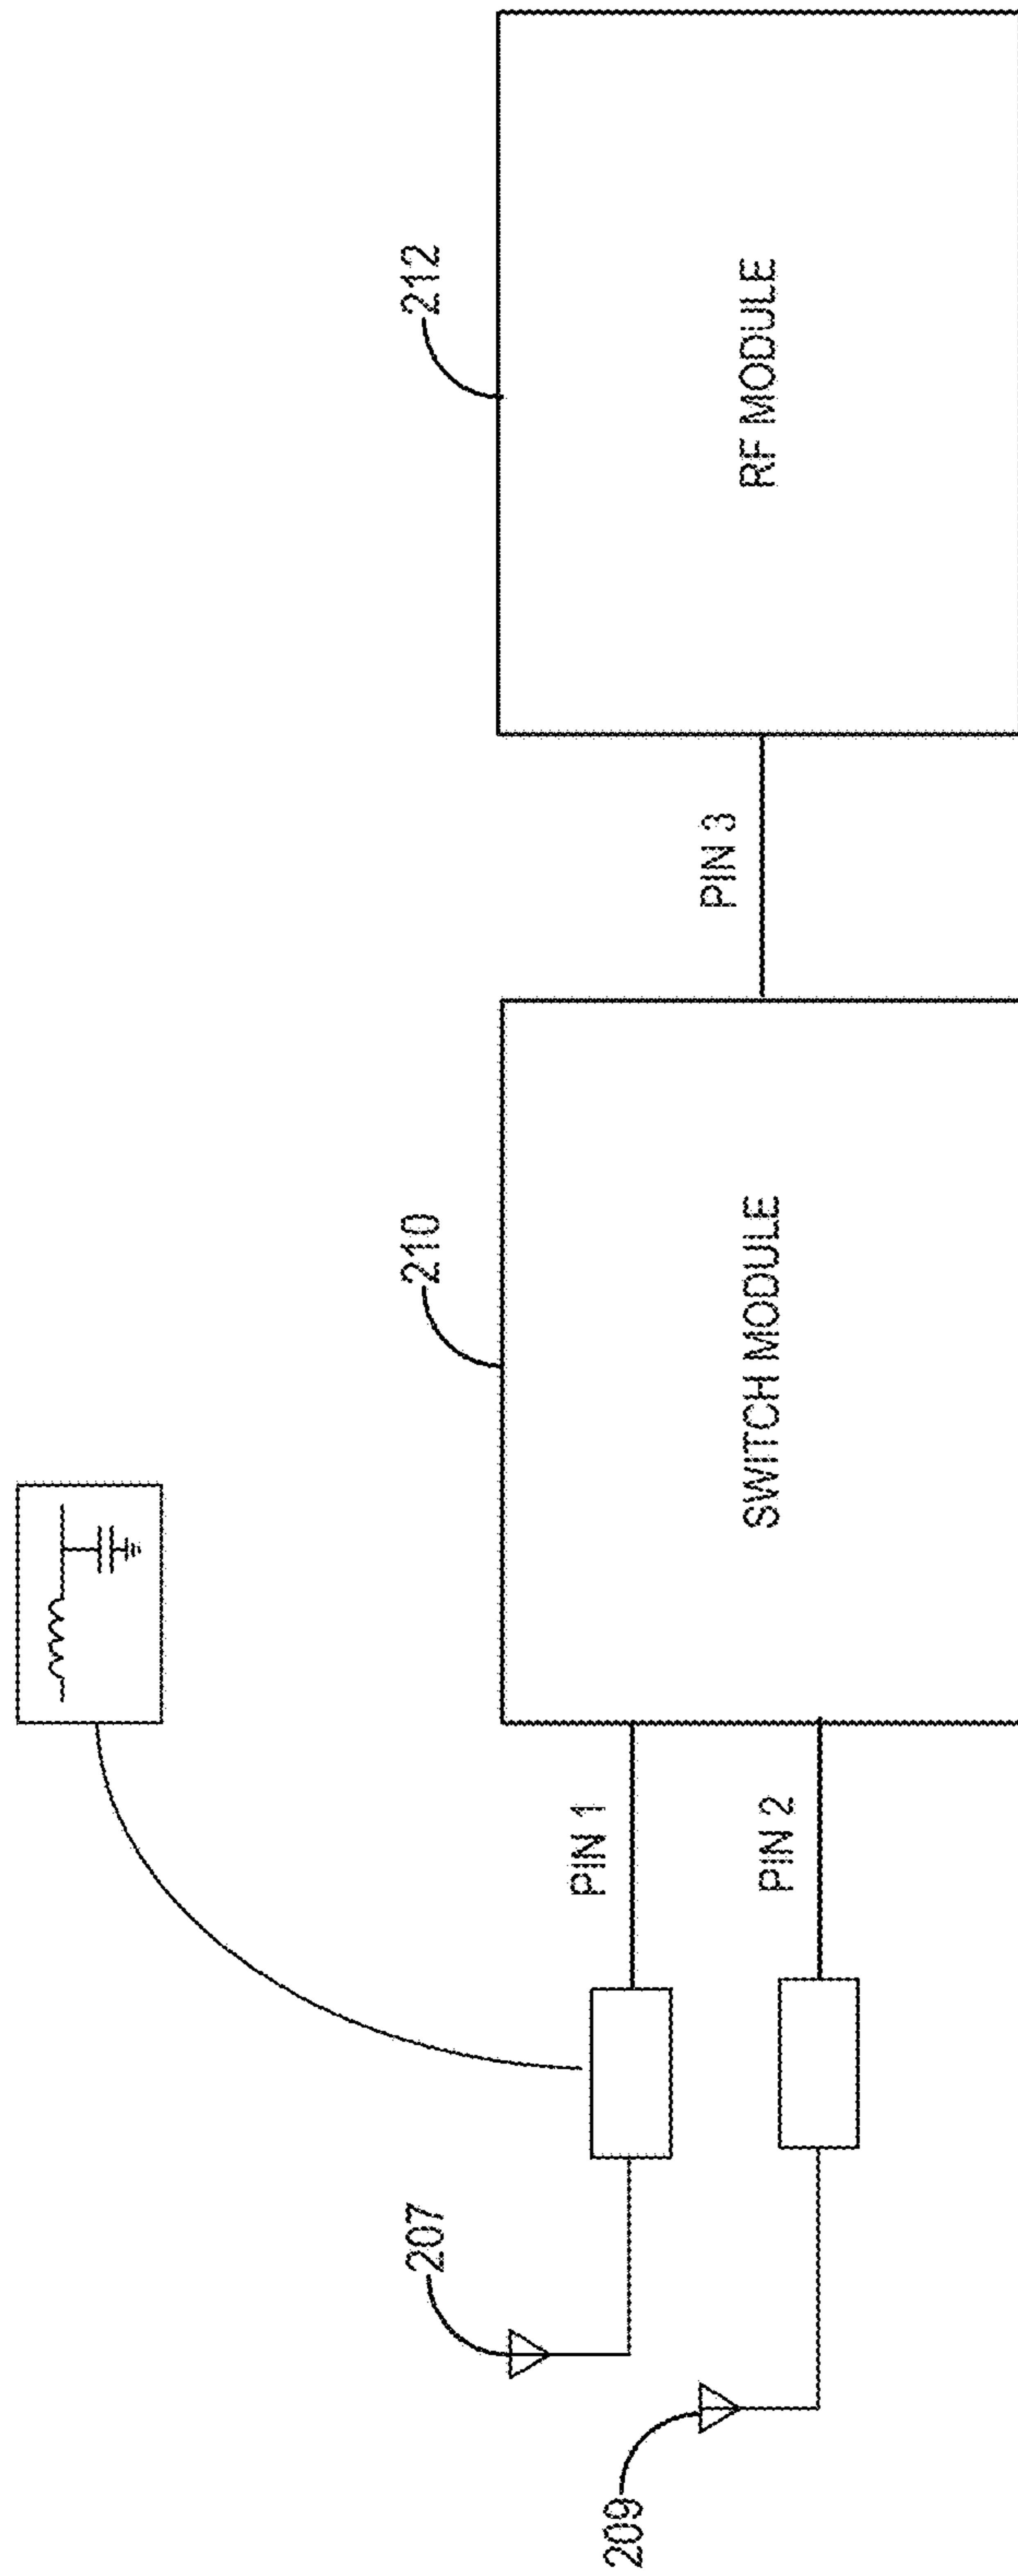 207
210
212
PIN 1
209
PIN 3
PIN 2
SWITCH MODULE
RF MODULE